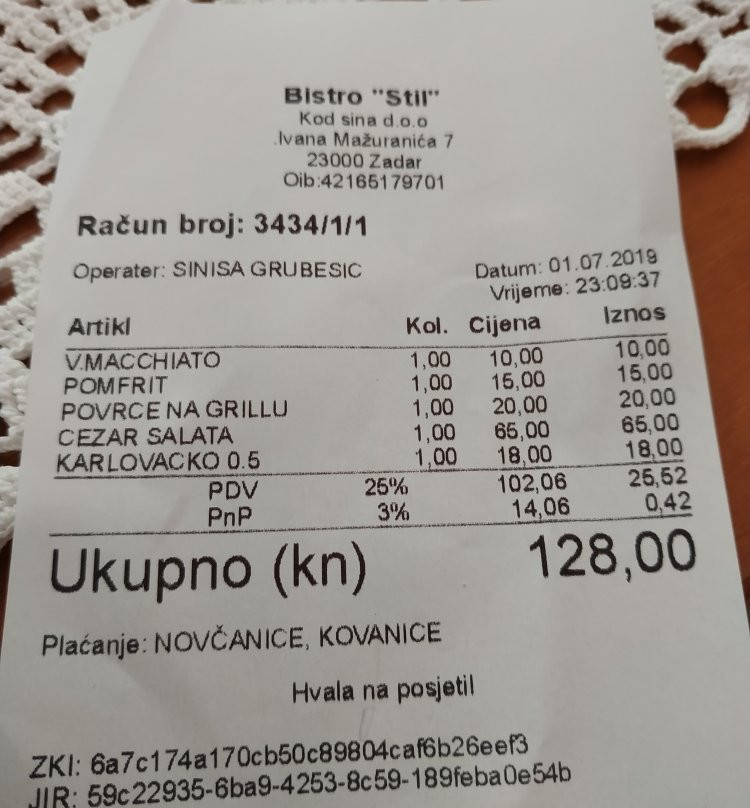 Bistro "Stil"
Kod sina d.o.o
.Ivana Mažuranića 7
23000 Zadar
Oib:42165179701
Račun broj: 3434/1/1
Operater: SINISA GRUBESIC
Datum: 01.07.2019
Vrijeme: 23:09:37
Artikl Kol. Cijena Iznos
V.MACCHIATO 1,00 10,00 10,00
POMFRIT 1,00 15,00 15,00
POVRCE NA GRILLU 1,00 20,00 20,00
CEZAR SALATA 1,00 65,00 65,00
KARLOVACKO 0.5 1,00 18,00 18,00
PDV 25% 102,06 25,52
PnP 3% 14,06 0,42
Ukupno (kn) 128,00
Plaćanje: NOVČANICE, KOVANICE
Hvala na posjetil
ZKI: 6a7c174a170cb50c89804caf6b26eef3
JIR: 59c22935-6ba9-4253-8c59-189feba0e54b